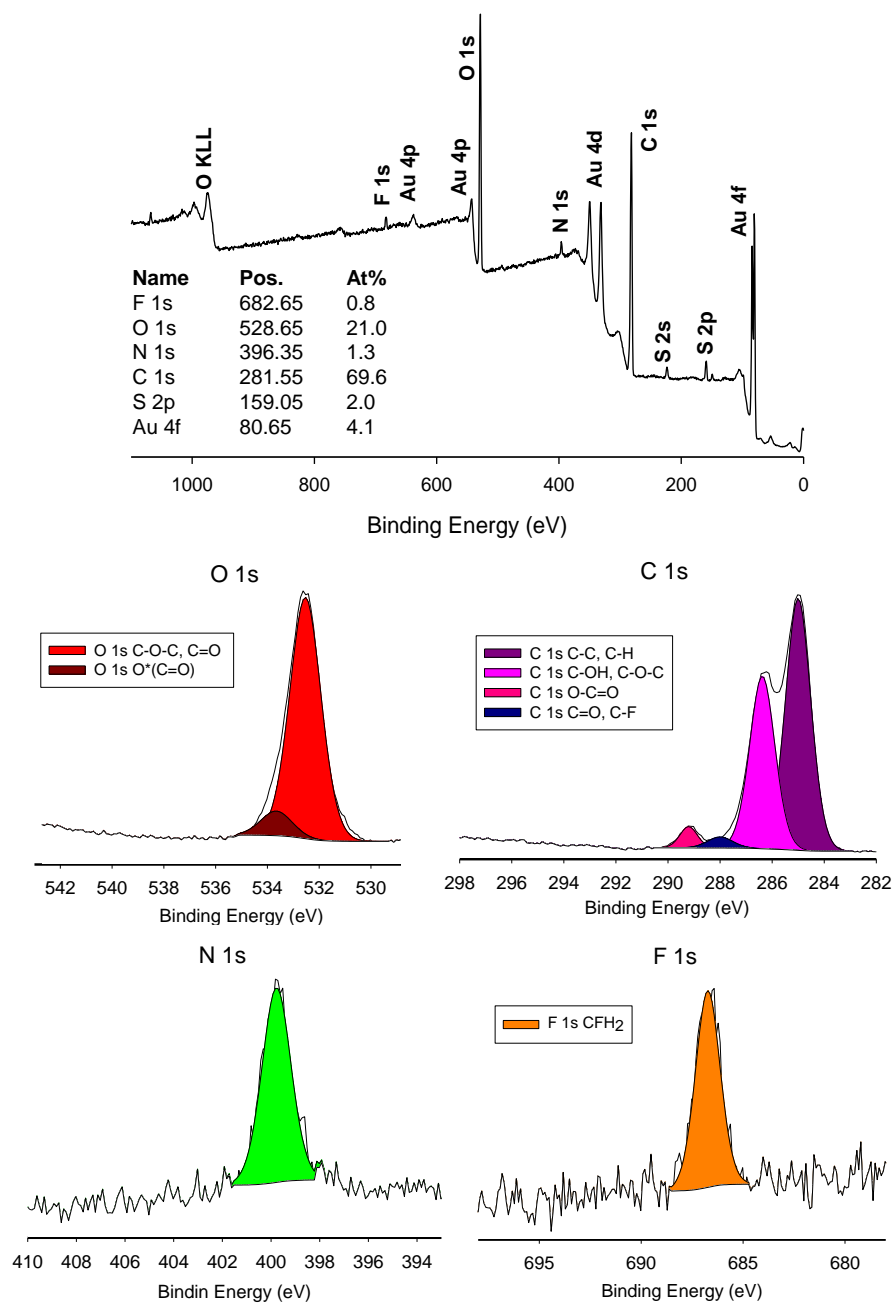 O KLL
F 1s
Au 4p
Au 4p
O 1s
N 1s
Au 4d
C 1s
S 2s
S 2p
Au 4f
Name Pos. At%
F 1s 682.65 0.8
O 1s 528.65 21.0
N 1s 396.35 1.3
C 1s 281.55 69.6
S 2p 159.05 2.0
Au 4f 80.65 4.1
1000 800 600 400 200 0
Binding Energy (eV)
O 1s
O 1s C-O-C, C=O
O 1s O*(C=O)
542 540 536 534 532 530
Binding Energy (eV)
C 1s
C 1s C-C, C-H
C 1s C-OH, C-O-C
C 1s O-C=O
C 1s C=O, C-F
298 296 294 292 290 288 286 284 282
Binding Energy (eV)
N 1s
410 408 406 404 402 400 398 396 394
Bindin Energy (eV)
F 1s
F 1s CFH2
695 690 685 680
Binding Energy (eV)